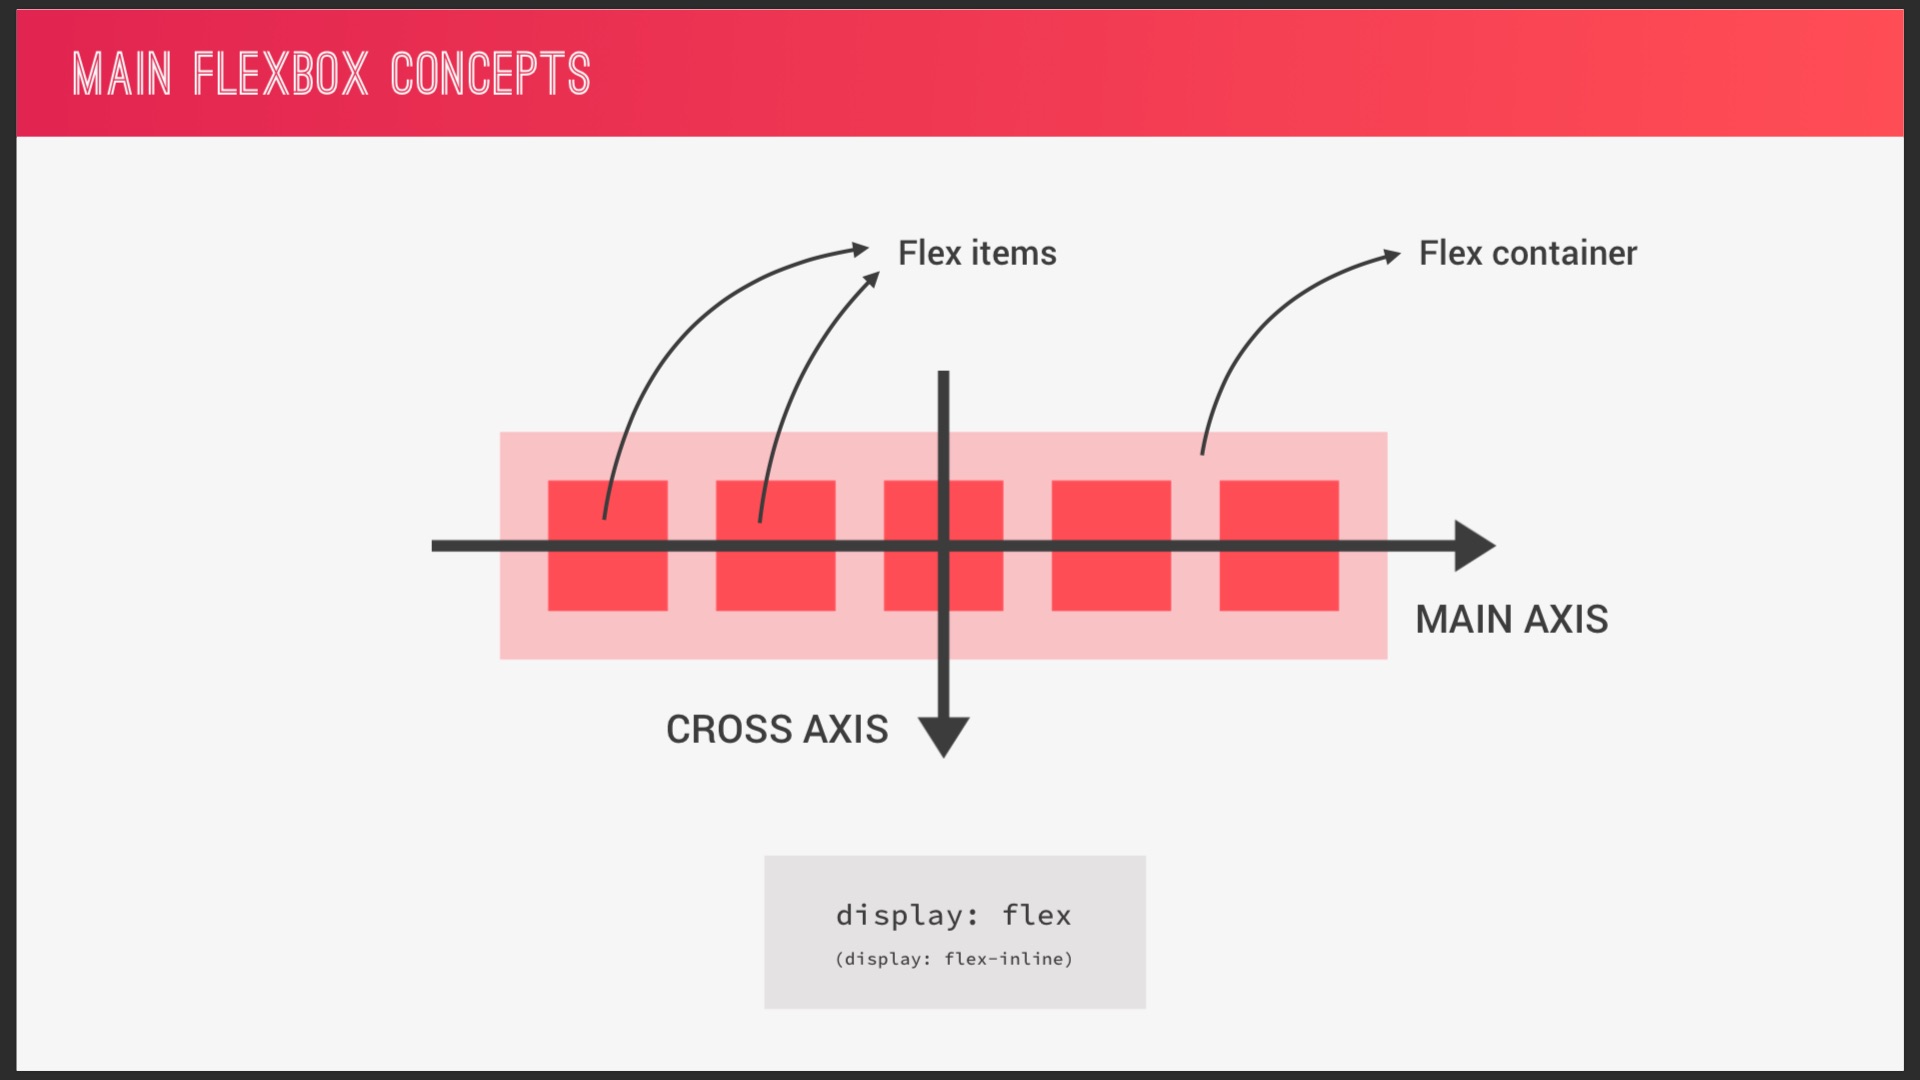 MAIN FLEXBOX CONCEPTS
Flex items
Flex container
MAIN AXIS
CROSS AXIS
display: flex
(display: flex-inline)